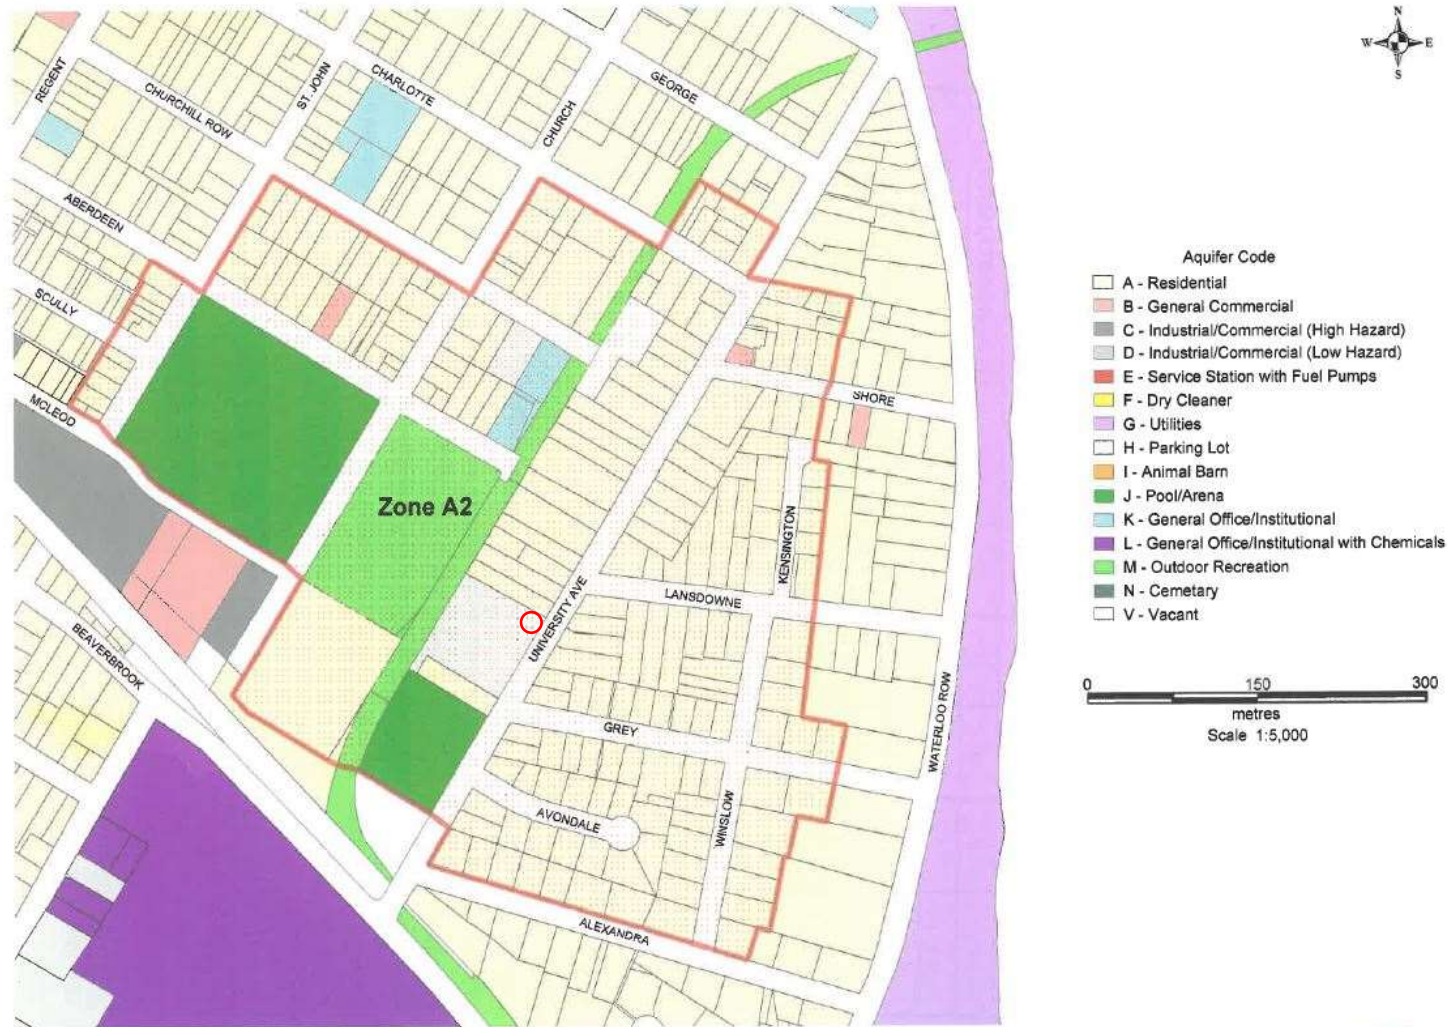 N
W E
S
REGENT
CHURCHILL ROW
ST. JOHN
CHARLOTTE
CHURCH
GEORGE
ABERDEEN
SCULLY
MCLEOD
BEAVERBROOK
Zone A2
UNIVERSITY AVE
SHORE
KENSINGTON
LANSDOWNE
GREY
AVONDALE
WINSLOW
ALEXANDRA
WATERLOO ROW
Aquifer Code
A - Residential
B - General Commercial
C - Industrial/Commercial (High Hazard)
D - Industrial/Commercial (Low Hazard)
E - Service Station with Fuel Pumps
F - Dry Cleaner
G - Utilities
H - Parking Lot
I - Animal Barn
J - Pool/Arena
K - General Office/Institutional
L - General Office/Institutional with Chemicals
M - Outdoor Recreation
N - Cemetary
V - Vacant
0 150 300
metres
Scale 1:5,000